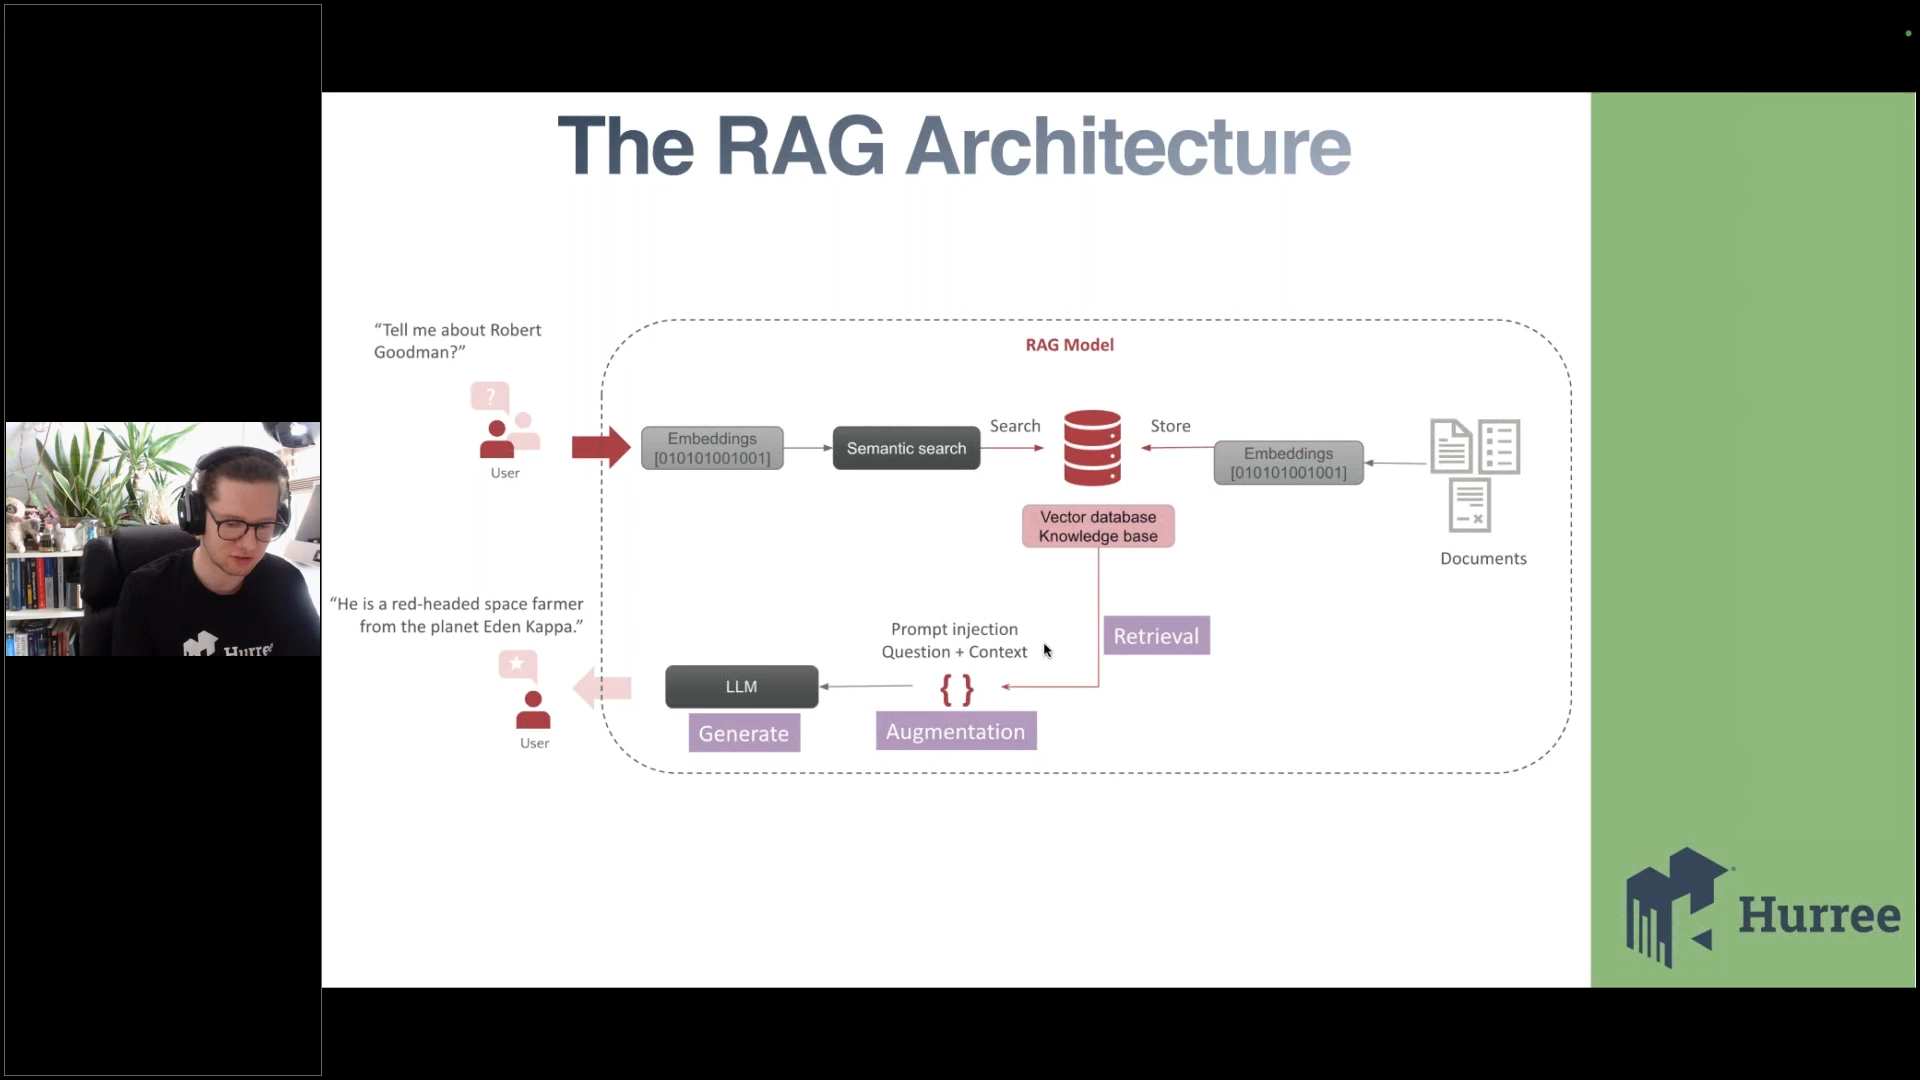 The RAG Architecture
“Tell me about Robert
Goodman?”
RAG Model
?
User
Embeddings
[010101001001]
Semantic search
Search
Store
Embeddings
[010101001001]
Documents
Vector database
Knowledge base
Retrieval
Prompt injection
Question + Context
{ }
Augmentation
LLM
Generate
“He is a red-headed space farmer
from the planet Eden Kappa.”
User
Hurree
Hurree